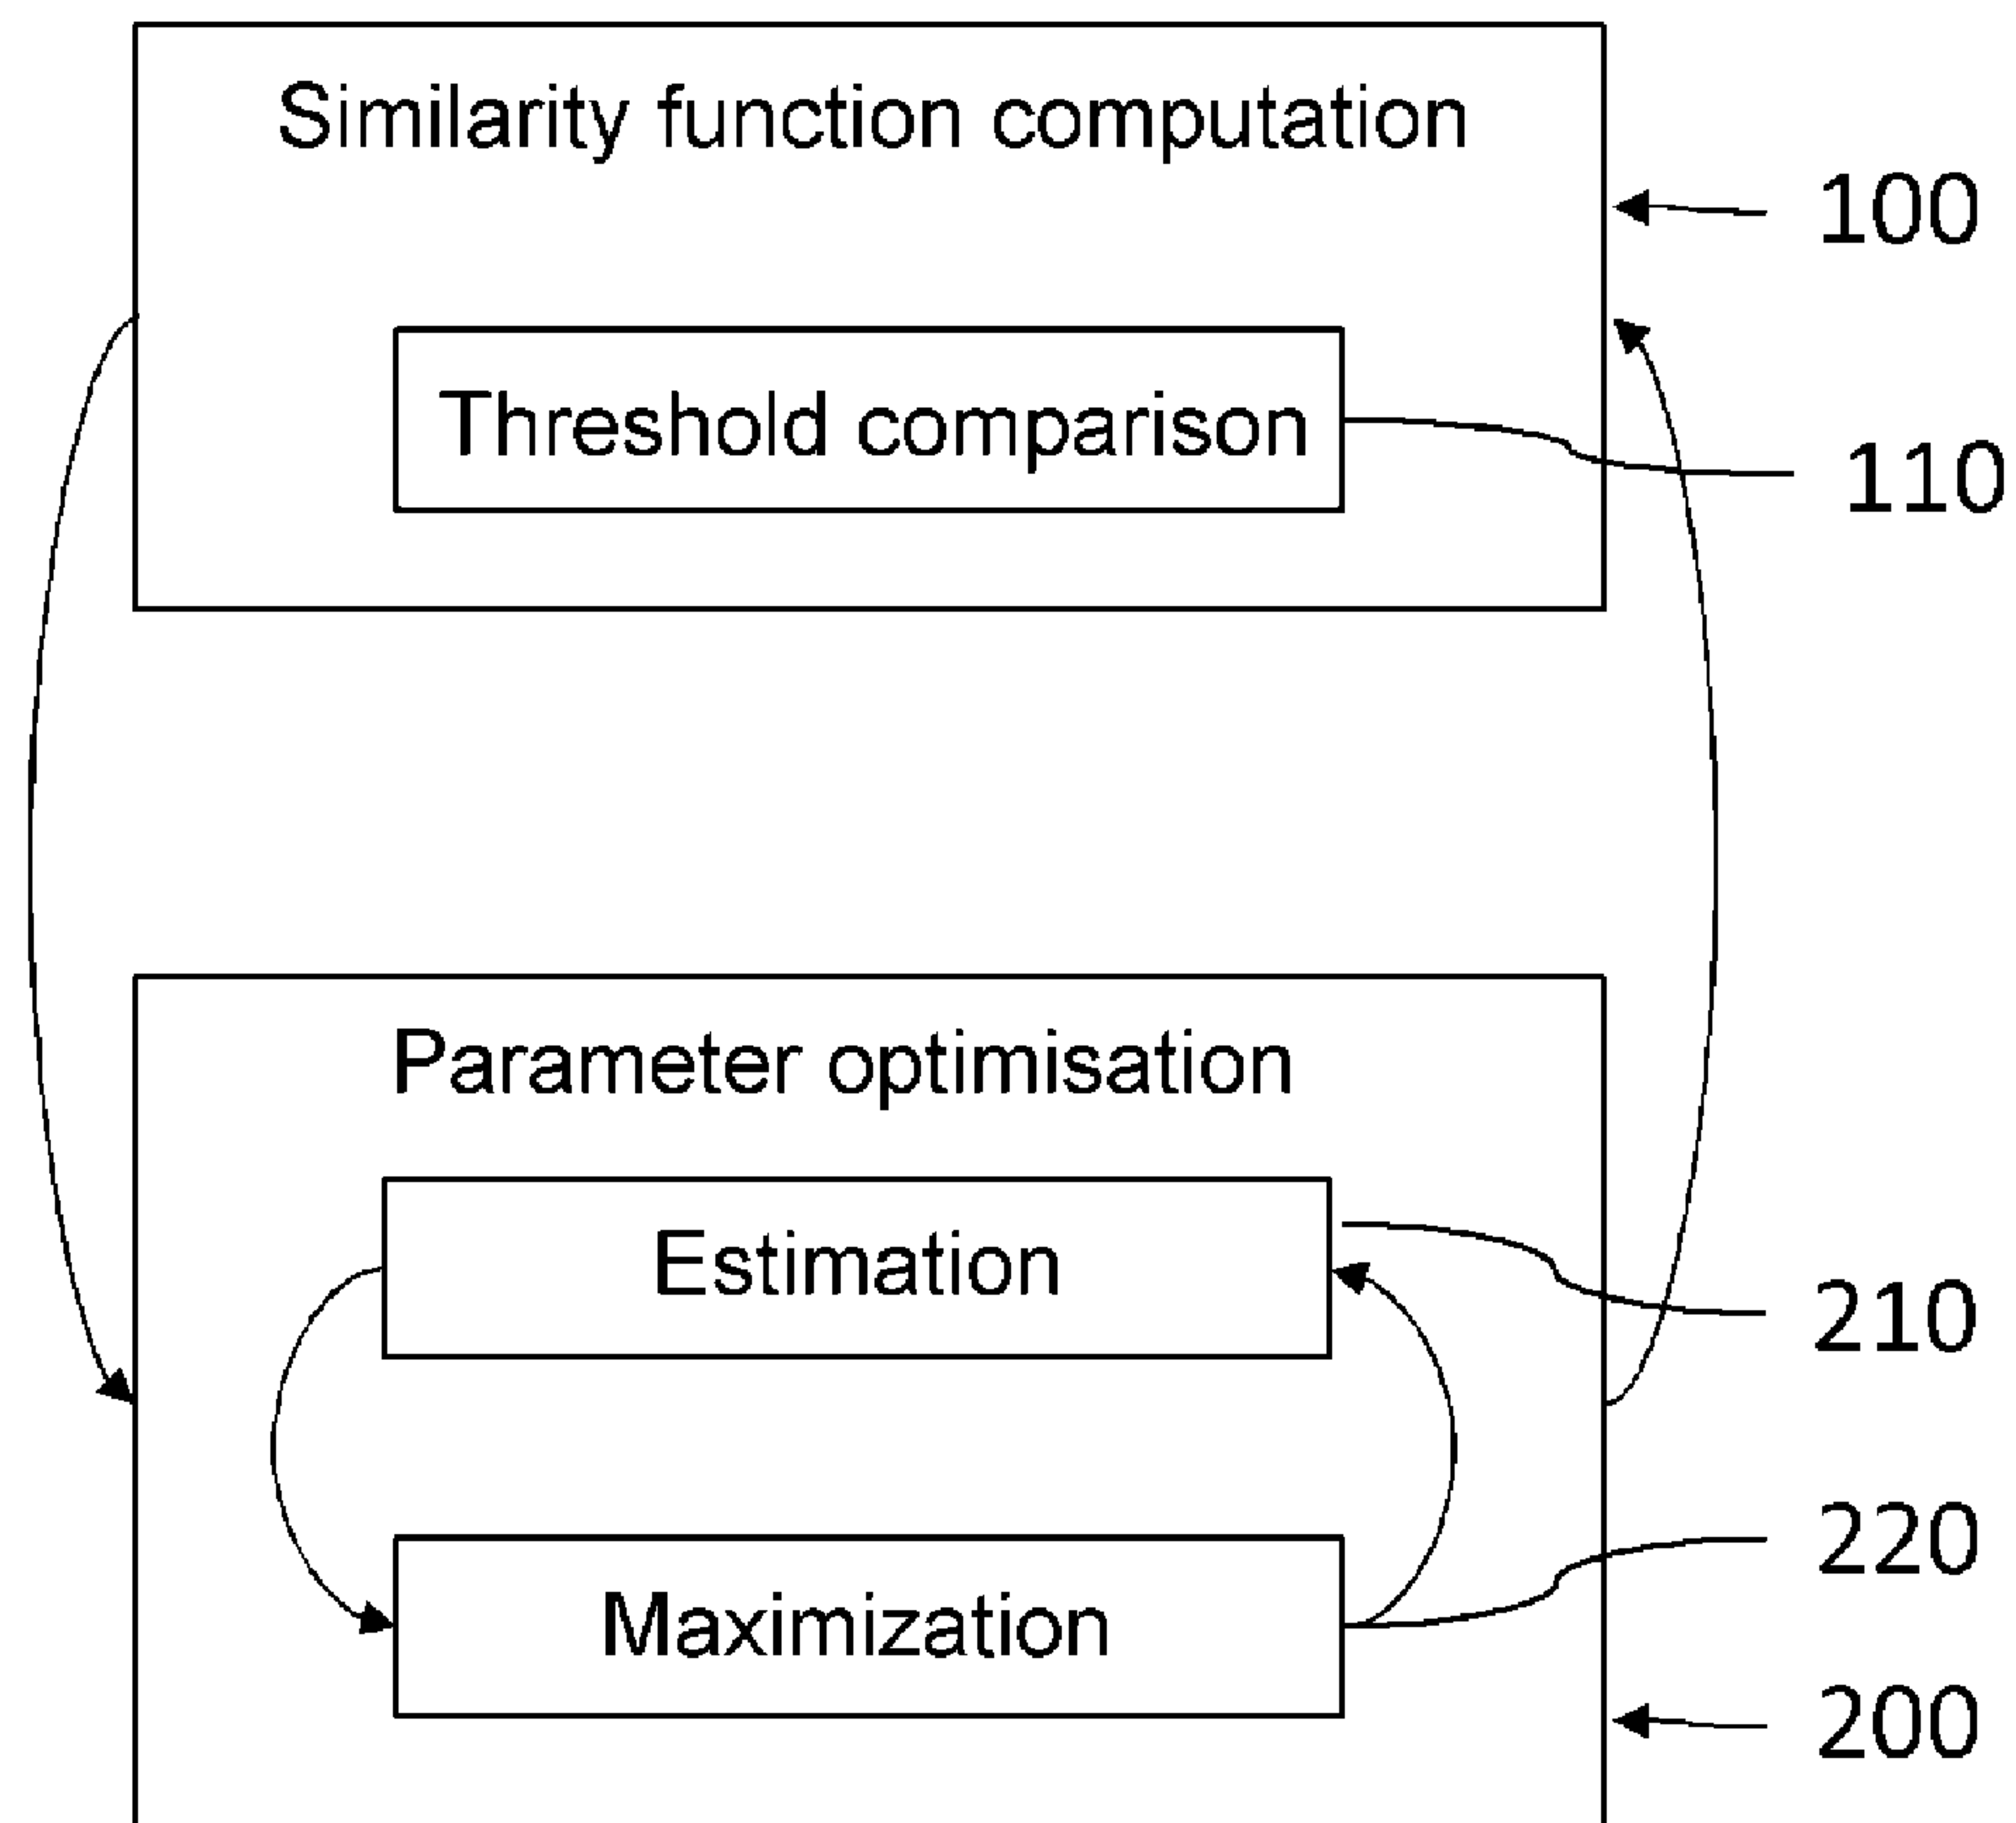 Similarity function computation
100
Threshold comparison
110
Parameter optimisation
Estimation
210
220
Maximization
200